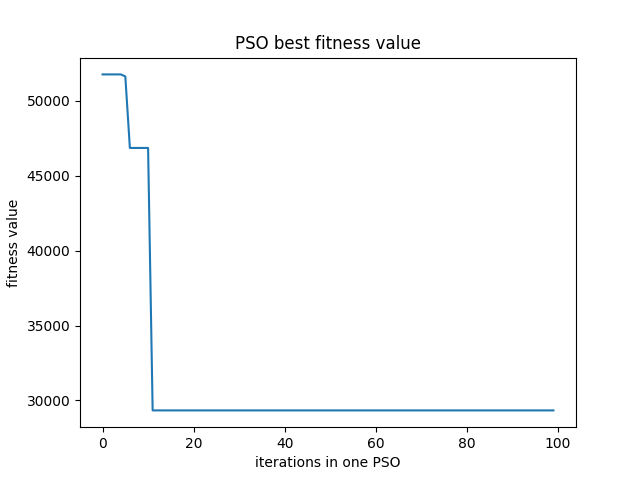 PSO best fitness value
fitness value
50000
45000
40000
35000
30000
0 20 40 60 80 100
iterations in one PSO